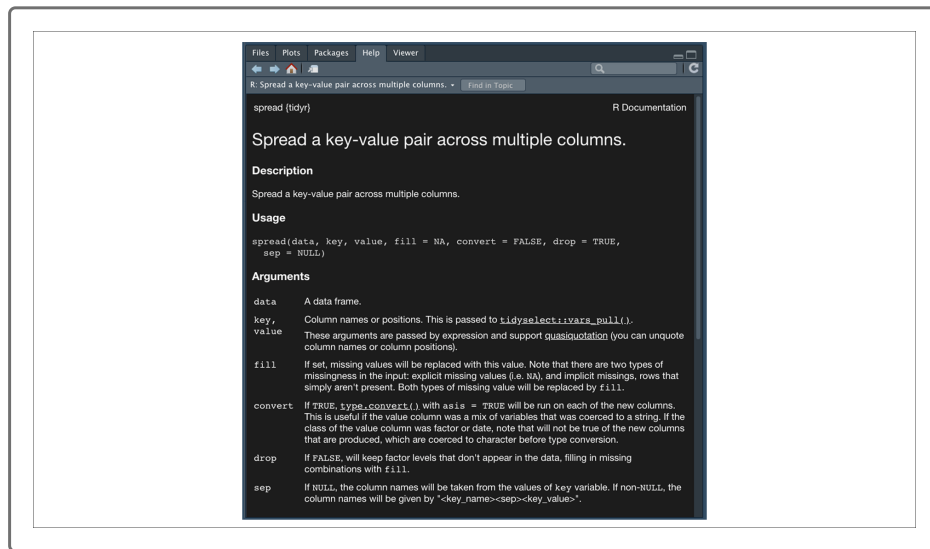 Files Plots Packages Help Viewer
R: Spread a key-value pair across multiple columns. Find in Topic
spread {tidyr} R Documentation
Spread a key-value pair across multiple columns.
Description
Spread a key-value pair across multiple columns.
Usage
spread(data, key, value, fill = NA, convert = FALSE, drop = TRUE,
sep = NULL)
Arguments
data A data frame.
key, value Column names or positions. This is passed to tidyselect::vars_pull().
These arguments are passed by expression and support quasiquotation (you can unquote
column names or column positions).
fill If set, missing values will be replaced with this value. Note that there are two types of
missingness in the input: explicit missing values (i.e. NA), and implicit missings, rows that
simply aren't present. Both types of missing value will be replaced by fill.
convert If TRUE, type.convert() with asis = TRUE will be run on each of the new columns.
This is useful if the value column was a mix of variables that was coerced to a string. If the
class of the value column was factor or date, note that will not be true of the new columns
that are produced, which are coerced to character before type conversion.
drop If FALSE, will keep factor levels that don't appear in the data, filling in missing
combinations with fill.
sep If NULL, the column names will be taken from the values of key variable. If non-NULL, the
column names will be given by "<key_name><sep><key_value>".